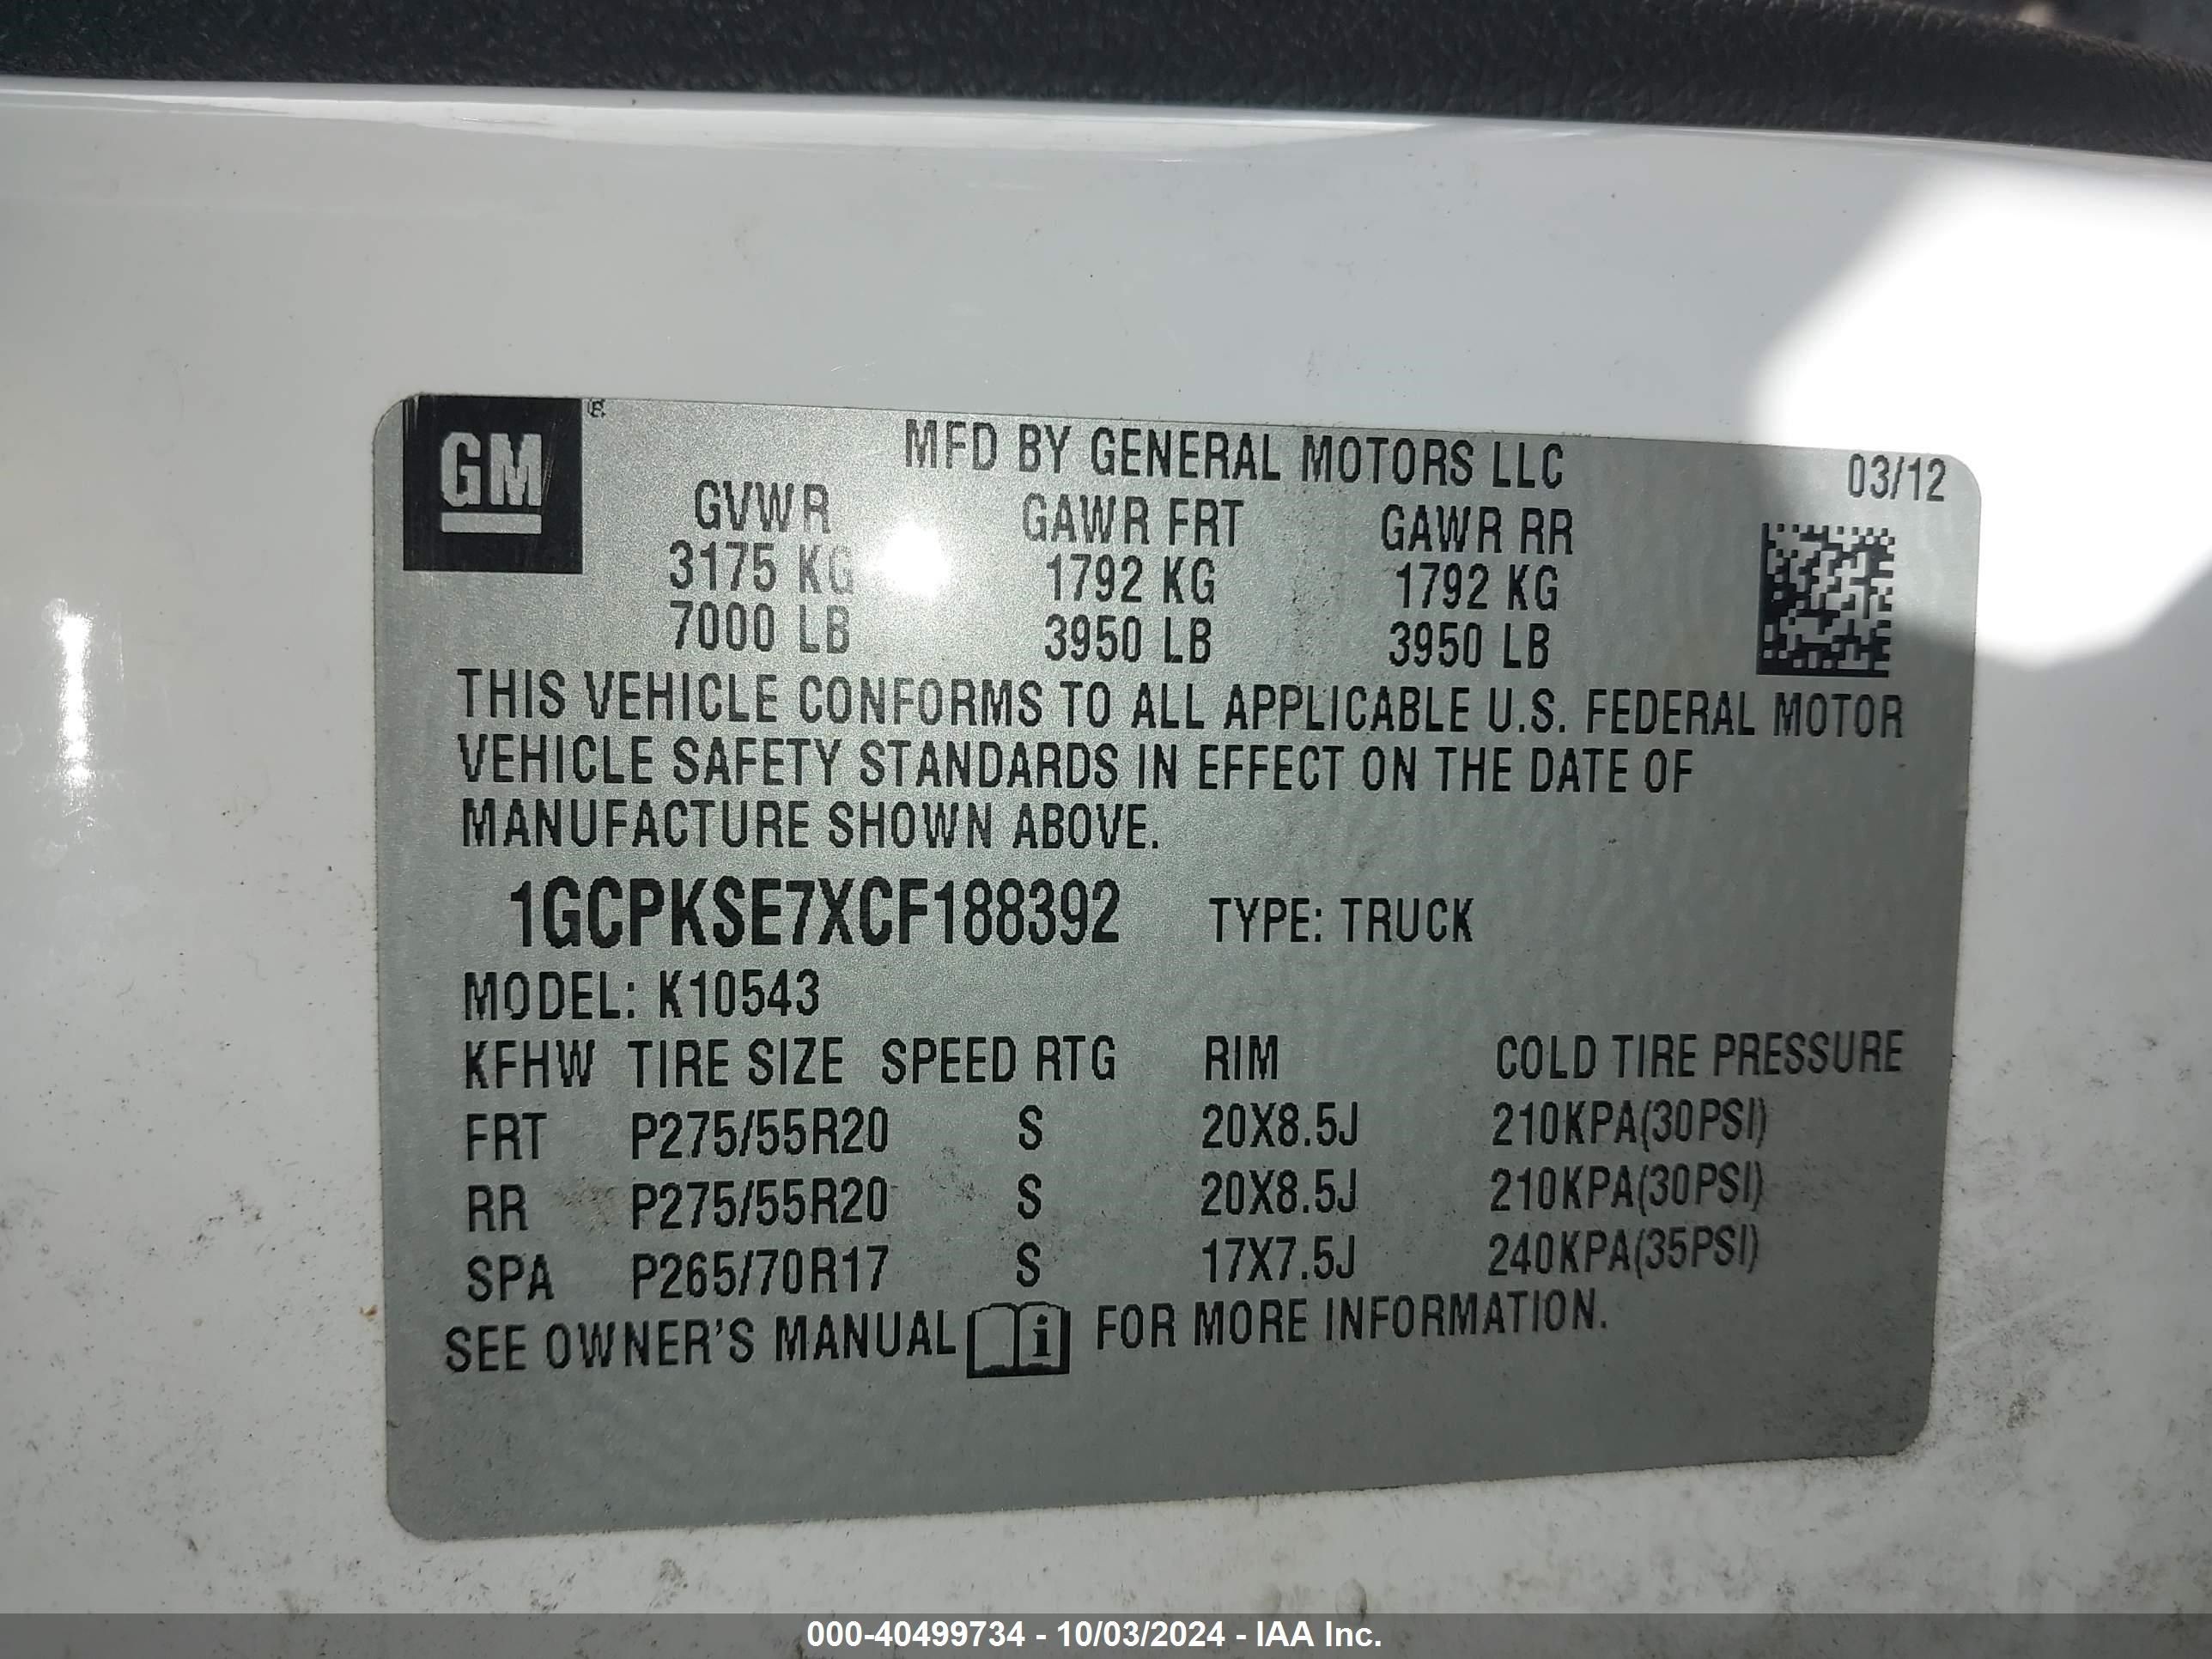 GM
MFD BY GENERAL MOTORS LLC 03/12
GVWR GAWR FRT GAWR RR
3175 KG 1792 KG 1792 KG
7000 LB 3950 LB 3950 LB
THIS VEHICLE CONFORMS TO ALL APPLICABLE U.S. FEDERAL MOTOR
VEHICLE SAFETY STANDARDS IN EFFECT ON THE DATE OF
MANUFACTURE SHOWN ABOVE.
1GCPKSE7XCF188392 TYPE: TRUCK
MODEL: K10543
KFHW TIRE SIZE SPEED RTG RIM COLD TIRE PRESSURE
FRT P275/55R20 S 20X8.5J 210KPA(30PSI)
RR P275/55R20 S 20X8.5J 210KPA(30PSI)
SPA P265/70R17 S 17X7.5J 240KPA(35PSI)
SEE OWNER'S MANUAL i FOR MORE INFORMATION.
000-40499734 - 10/03/2024 - IAA Inc.